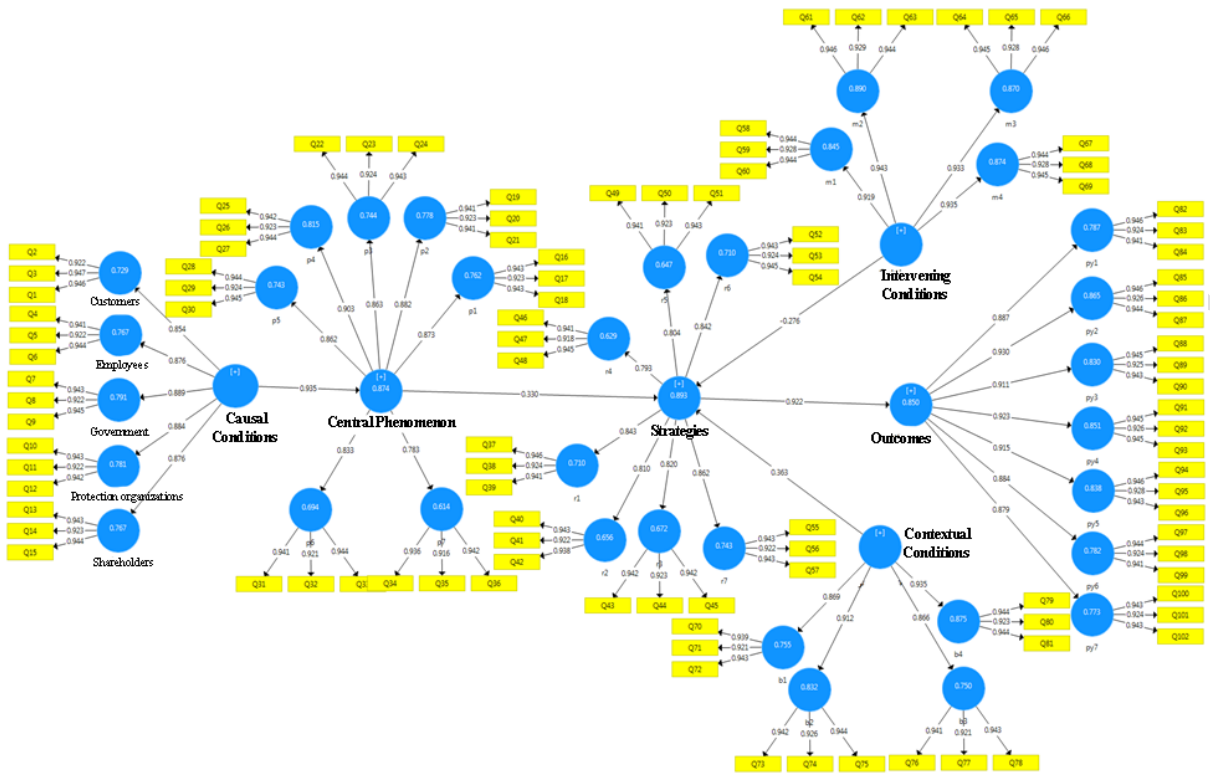 Q61
Q62
Q63
Q64
Q65
Q66
0.946
0.929
0.944
0.945
0.928
0.946
0.890
m2
0.870
m3
Q58
Q59
Q60
0.944
0.928
0.944
0.845
m1
0.943
0.933
0.919
0.935
0.874
m4
0.944
0.928
0.945
Q67
Q68
Q69
[+]
Intervening
Conditions
-0.276
Q22
Q23
Q24
0.944
0.924
0.943
0.744
p3
Q25
Q26
Q27
0.942
0.923
0.944
0.815
p4
0.778
p2
0.941
0.923
0.941
Q19
Q20
Q21
Q28
Q29
Q30
0.944
0.924
0.945
0.743
p5
0.762
p1
0.943
0.923
0.943
Q16
Q17
Q18
0.903
0.863
0.882
0.873
0.862
Q49
Q50
Q51
0.941
0.923
0.943
0.647
r5
0.710
r6
0.943
0.924
0.945
Q52
Q53
Q54
Q46
Q47
Q48
0.941
0.918
0.945
0.629
r4
0.804
0.842
0.793
Q2
Q3
Q1
0.922
0.947
0.946
0.729
Customers
0.854
Q4
Q5
Q6
0.941
0.922
0.944
0.767
Employees
0.876
Q7
Q8
Q9
0.943
0.922
0.945
0.791
Government
0.889
Q10
Q11
Q12
0.943
0.922
0.942
0.781
Protection organizations
0.884
Q13
Q14
Q15
0.943
0.923
0.944
0.767
Shareholders
0.876
[+]
Causal
Conditions
0.935
[+]
0.874
Central Phenomenon
0.330
[+]
0.893
Strategies
0.922
[+]
0.850
Outcomes
0.833
0.783
0.694
p6
0.941
0.921
0.944
Q31
Q32
0.614
p7
0.936
0.916
0.942
Q34
Q35
Q36
0.843
0.810
0.820
0.862
Q37
Q38
Q39
0.946
0.924
0.941
0.710
r1
Q40
Q41
Q42
0.943
0.922
0.938
0.656
r2
0.672
r3
0.942
0.923
0.942
Q43
Q44
Q45
0.743
r7
0.943
0.922
0.943
Q55
Q56
Q57
0.363
[+]
Contextual
Conditions
0.869
0.912
0.866
0.935
Q70
Q71
Q72
0.939
0.921
0.943
0.755
b1
0.832
b2
0.942
0.926
0.944
Q73
Q74
Q75
0.750
b3
0.941
0.921
0.943
Q76
Q77
Q78
0.875
b4
0.944
0.923
0.944
Q79
Q80
Q81
0.887
0.930
0.911
0.923
0.915
0.884
0.879
0.787
py1
0.946
0.924
0.941
Q82
Q83
Q84
0.865
py2
0.946
0.926
0.944
Q85
Q86
Q87
0.830
py3
0.945
0.925
0.943
Q88
Q89
Q90
0.851
py4
0.945
0.926
0.945
Q91
Q92
Q93
0.838
py5
0.946
0.928
0.943
Q94
Q95
Q96
0.782
py6
0.944
0.924
0.941
Q97
Q98
Q99
0.773
py7
0.943
0.924
0.943
Q100
Q101
Q102